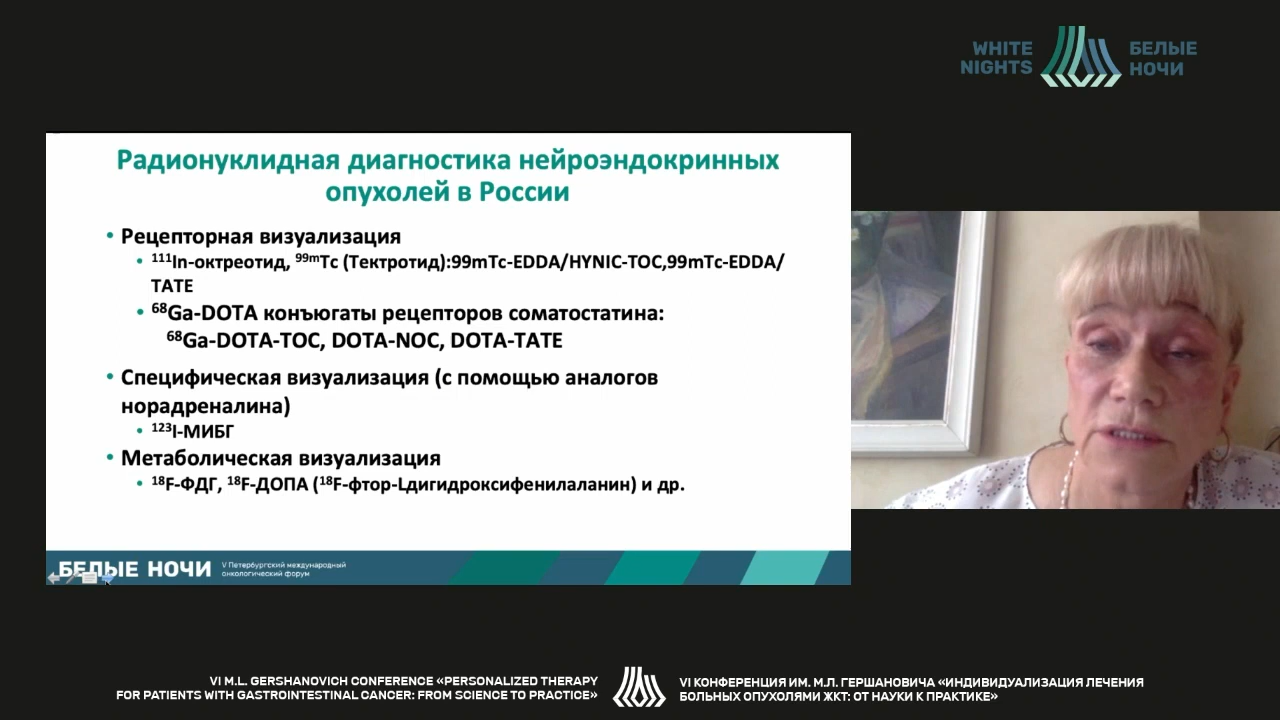 WHITE
NIGHTS
БЕЛЫЕ
НОЧИ
Радионуклидная диагностика нейроэндокринных
опухолей в России
• Рецепторная визуализация
• ¹¹¹In-октреотид, ⁹⁹ᵐTc (Тектротид):99mTc-EDDA/HYNIC-TOC,99mTc-EDDA/
TATE
• ⁶⁸Ga-DOTA конъюгаты рецепторов соматостатина:
⁶⁸Ga-DOTA-TOC, DOTA-NOC, DOTA-TATE
• Специфическая визуализация (с помощью аналогов
норадреналина)
• ¹²³I-МИБГ
• Метаболическая визуализация
• ¹⁸F-ФДГ, ¹⁸F-ДОПА (¹⁸F-фтор-Lдигидроксифенилаланин) и др.
БЕЛЫЕ НОЧИ
V Петербургский международный
онкологический форум
VI M.L. GERSHANOVICH CONFERENCE «PERSONALIZED THERAPY
FOR PATIENTS WITH GASTROINTESTINAL CANCER: FROM SCIENCE TO PRACTICE»
VI КОНФЕРЕНЦИЯ ИМ. М.Л. ГЕРШАНОВИЧА «ИНДИВИДУАЛИЗАЦИЯ ЛЕЧЕНИЯ
БОЛЬНЫХ ОПУХОЛЯМИ ЖКТ: ОТ НАУКИ К ПРАКТИКЕ»